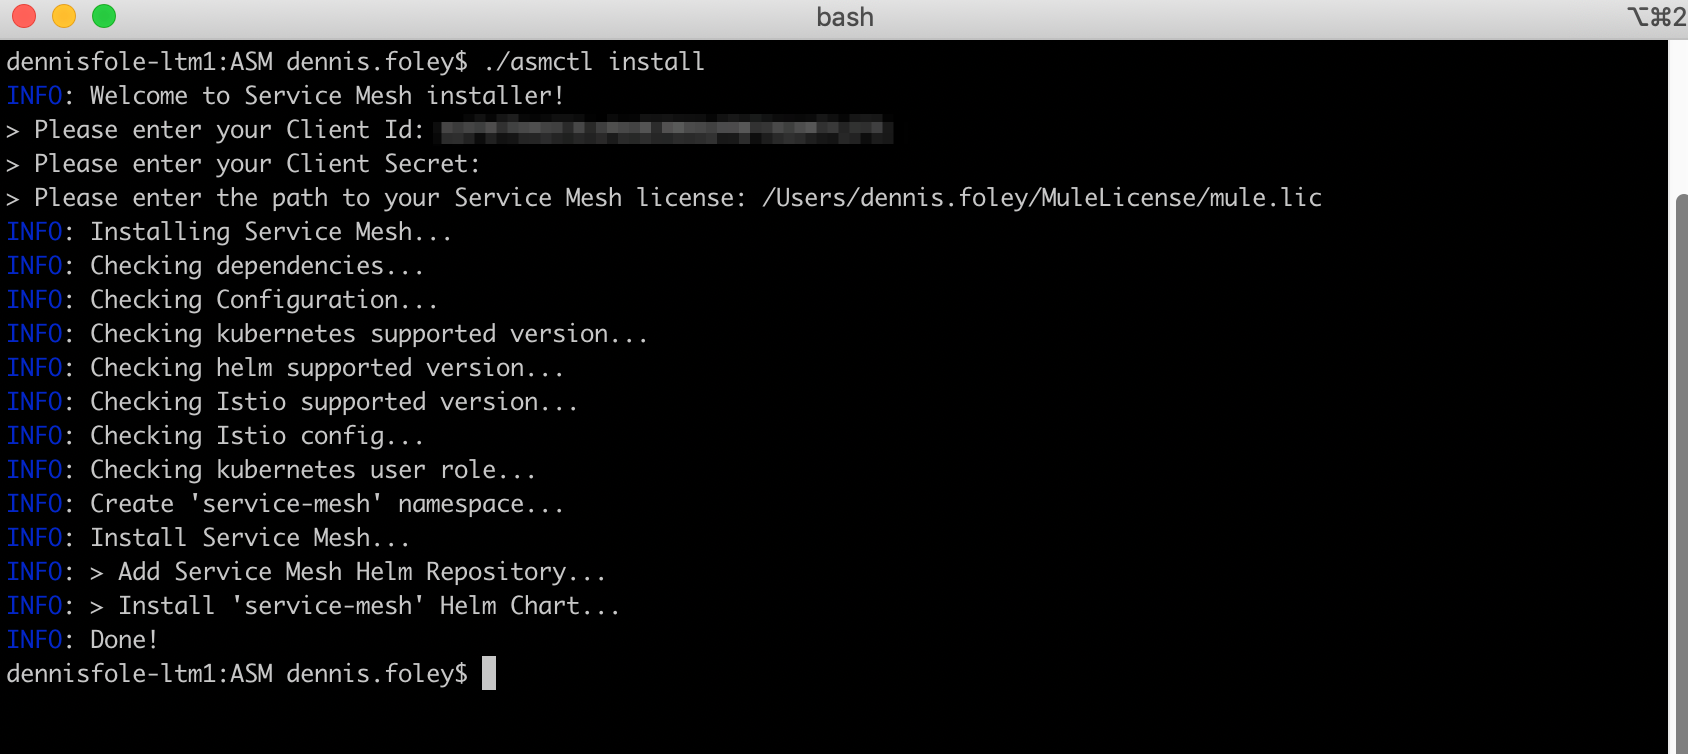 bash
⌥⌘2
dennisfole-ltm1:ASM dennis.foley$ ./asmctl install
INFO: Welcome to Service Mesh installer!
> Please enter your Client Id:
> Please enter your Client Secret:
> Please enter the path to your Service Mesh license: /Users/dennis.foley/MuleLicense/mule.lic
INFO: Installing Service Mesh...
INFO: Checking dependencies...
INFO: Checking Configuration...
INFO: Checking kubernetes supported version...
INFO: Checking helm supported version...
INFO: Checking Istio supported version...
INFO: Checking Istio config...
INFO: Checking kubernetes user role...
INFO: Create 'service-mesh' namespace...
INFO: Install Service Mesh...
INFO: > Add Service Mesh Helm Repository...
INFO: > Install 'service-mesh' Helm Chart...
INFO: Done!
dennisfole-ltm1:ASM dennis.foley$